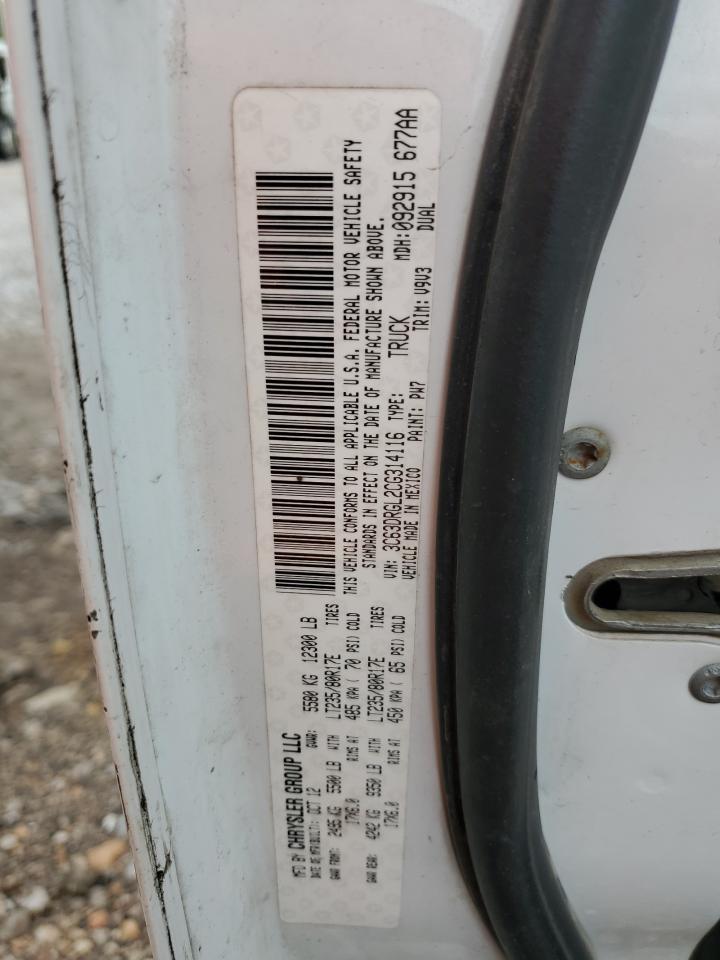 MFD BY CHRYSLER GROUP LLC
DATE OF MFR(BUILT): OCT 12 GVWR: 5580 KG 12300 LB
GAWR FRONT: 2495 KG 5500 LB WITH LT235/80R17E TIRES
17X6.0 RIMS AT 485 KPA ( 70 PSI) COLD
GAWR REAR: 4242 KG 9350 LB WITH LT235/80R17E TIRES
17X6.0 RIMS AT 450 KPA ( 65 PSI) COLD
THIS VEHICLE CONFORMS TO ALL APPLICABLE U.S.A. FEDERAL MOTOR VEHICLE SAFETY
STANDARDS IN EFFECT ON THE DATE OF MANUFACTURE SHOWN ABOVE.
VIN: 3C63DRGL2CG314116 TYPE: TRUCK MDH:092915 677AA
VEHICLE MADE IN MEXICO PAINT: PW7 TRIM: V9V3 DUAL